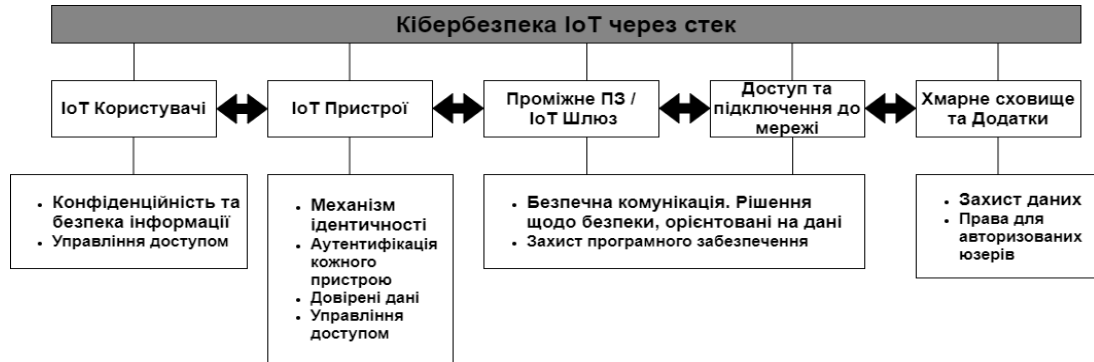 Кібербезпека IoT через стек
IoT Користувачі
IoT Пристрої
Проміжне ПЗ /
IoT Шлюз
Доступ та
підключення до
мережі
Хмарне сховище
та Додатки
• Конфіденційність та
безпека інформації
• Управління доступом
• Механізм
ідентичності
• Аутентифікація
кожного
пристрою
• Довірені дані
• Управління
доступом
• Безпечна комунікація. Рішення
щодо безпеки, орієнтовані на дані
• Захист програмного забезпечення
• Захист даних
• Права для
авторизованих
юзерів